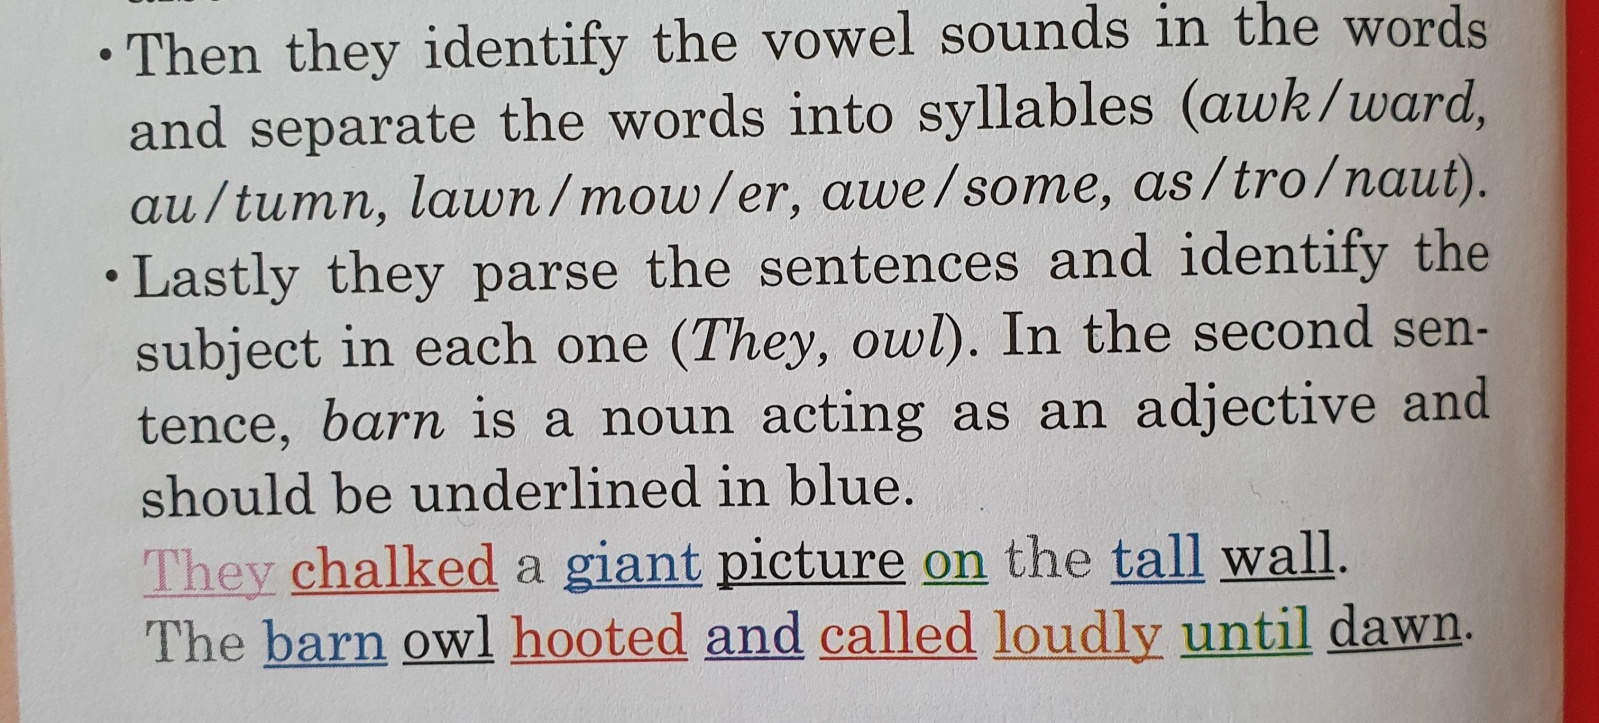 • Then they identify the vowel sounds in the words
and separate the words into syllables (awk/ward,
au/tumn, lawn/mow/er, awe/some, as/tro/naut).
• Lastly they parse the sentences and identify the
subject in each one (They, owl). In the second sen-
tence, barn is a noun acting as an adjective and
should be underlined in blue.
They chalked a giant picture on the tall wall.
The barn owl hooted and called loudly until dawn.